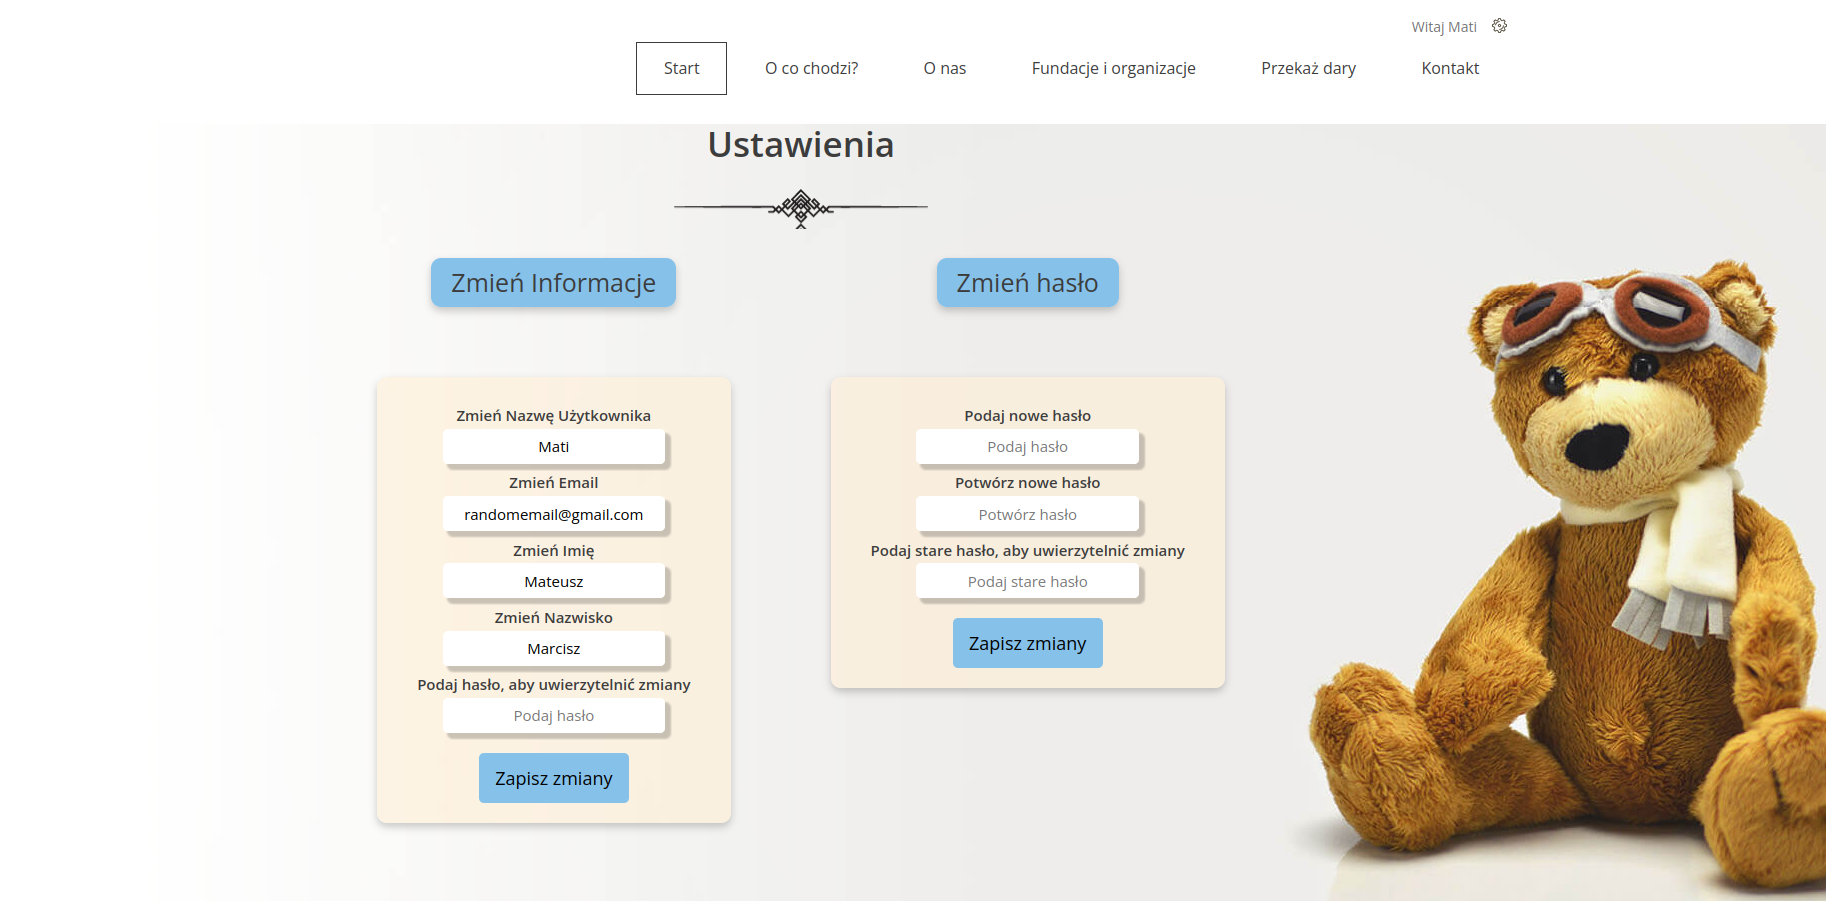 Witaj Mati
Start
O co chodzi?
O nas
Fundacje i organizacje
Przekaż dary
Kontakt
Ustawienia
Zmień Informacje
Zmień Nazwę Użytkownika
Mati
Zmień Email
randomemail@gmail.com
Zmień Imię
Mateusz
Zmień Nazwisko
Marcisz
Podaj hasło, aby uwierzytelnić zmiany
Podaj hasło
Zapisz zmiany
Zmień hasło
Podaj nowe hasło
Podaj hasło
Potwórz nowe hasło
Potwórz hasło
Podaj stare hasło, aby uwierzytelnić zmiany
Podaj stare hasło
Zapisz zmiany